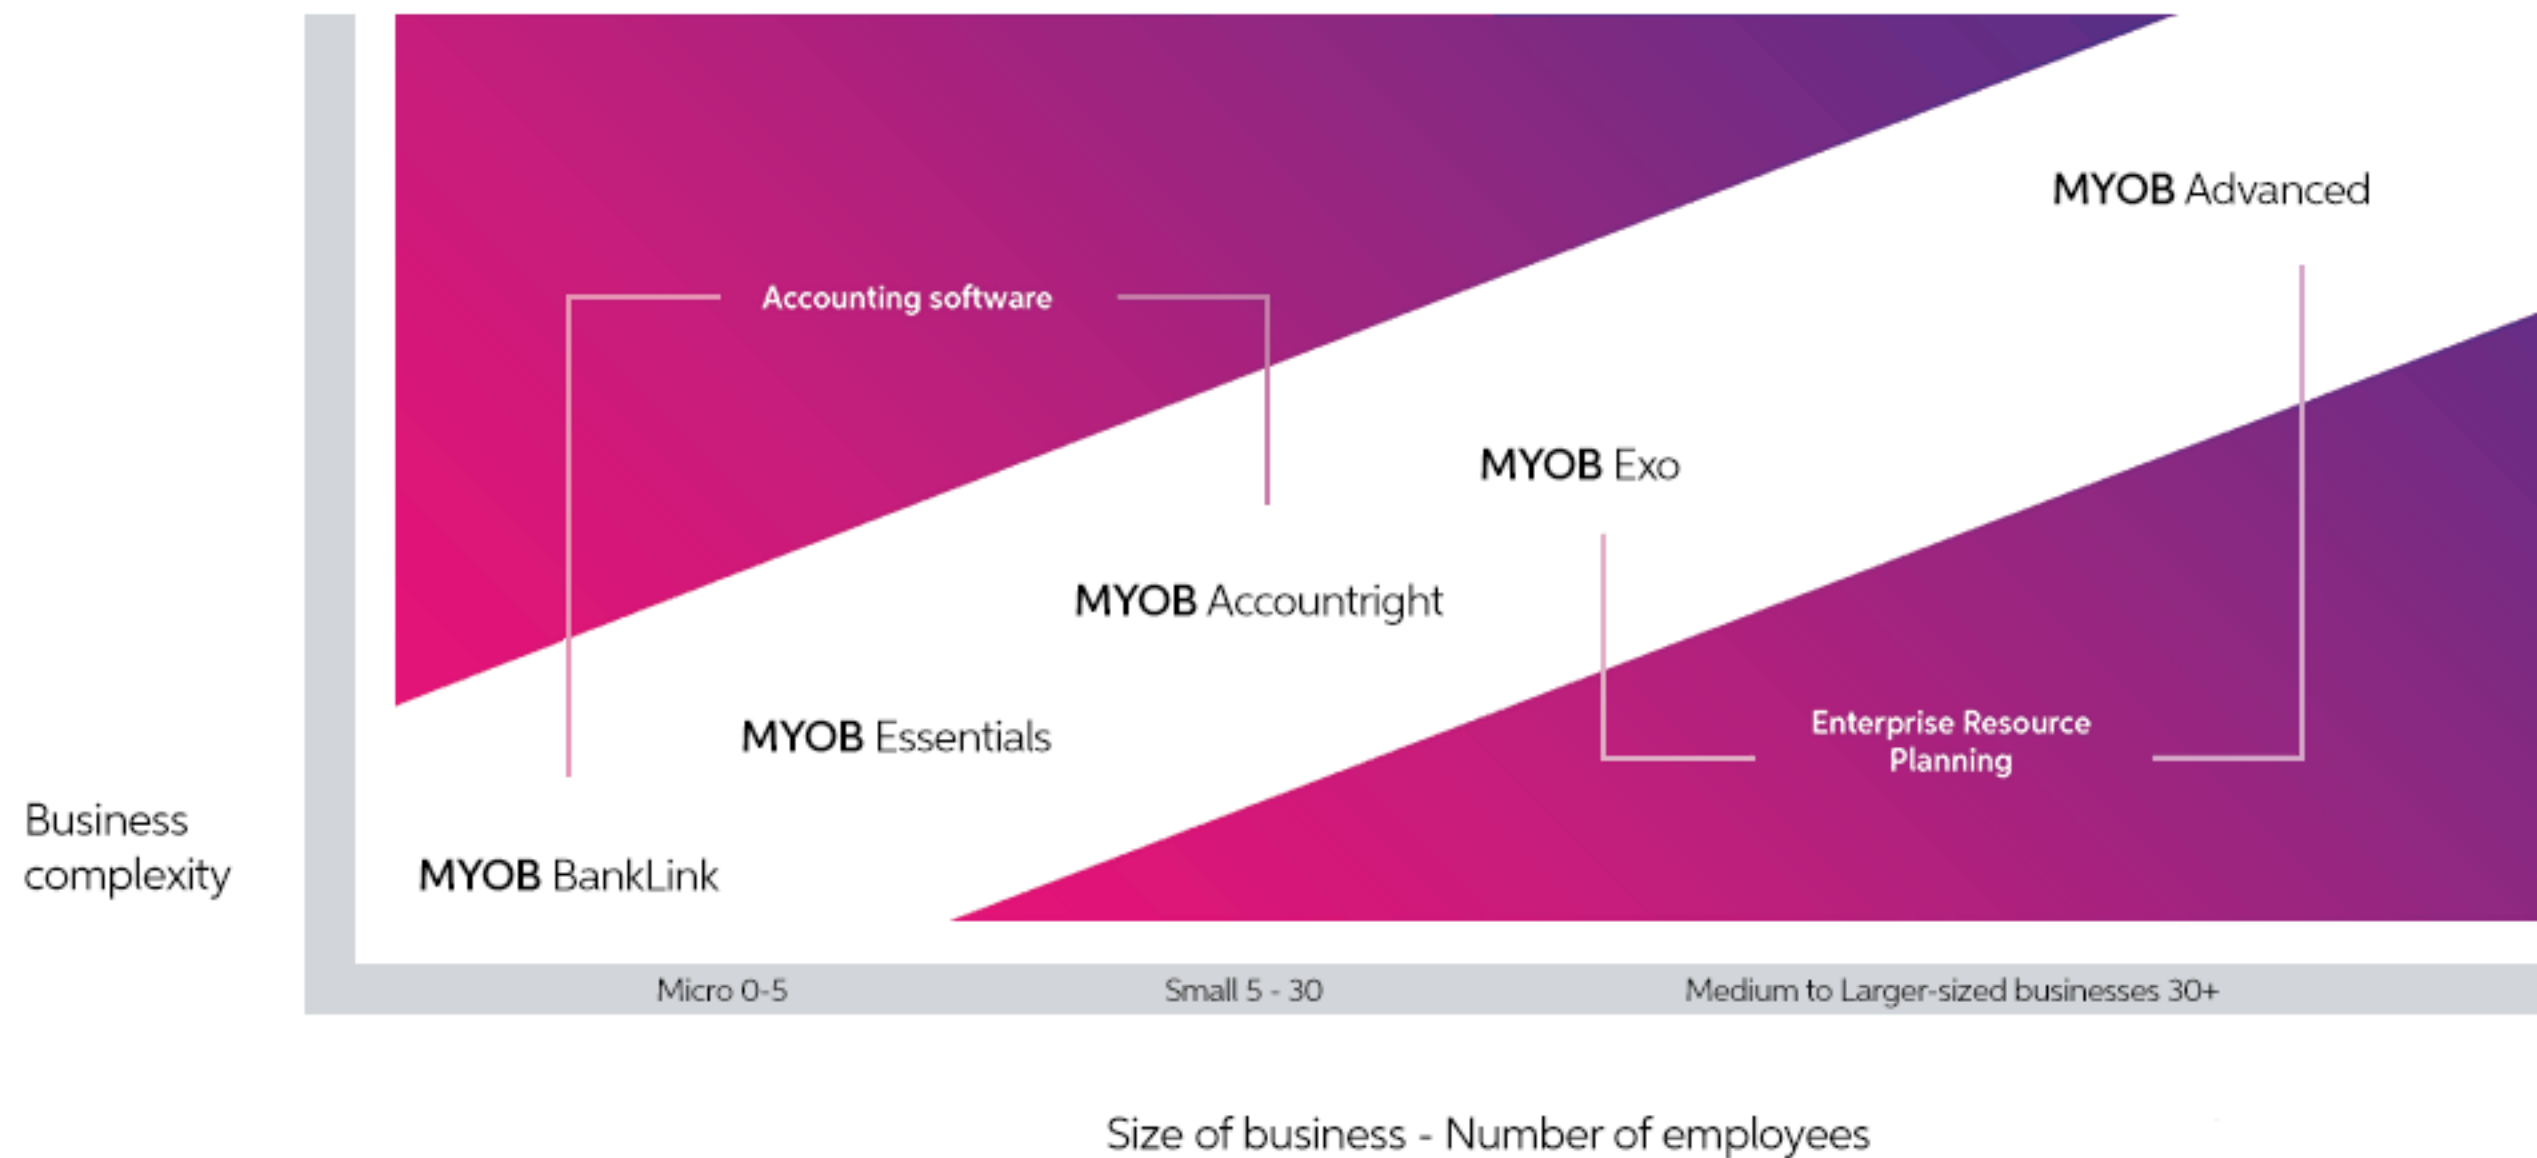 MYOB Advanced
Accounting software
MYOB Exo
MYOB Accountright
Enterprise Resource
Planning
MYOB Essentials
Business
complexity
MYOB BankLink
Micro 0-5
Small 5 - 30
Medium to Larger-sized businesses 30+
Size of business - Number of employees